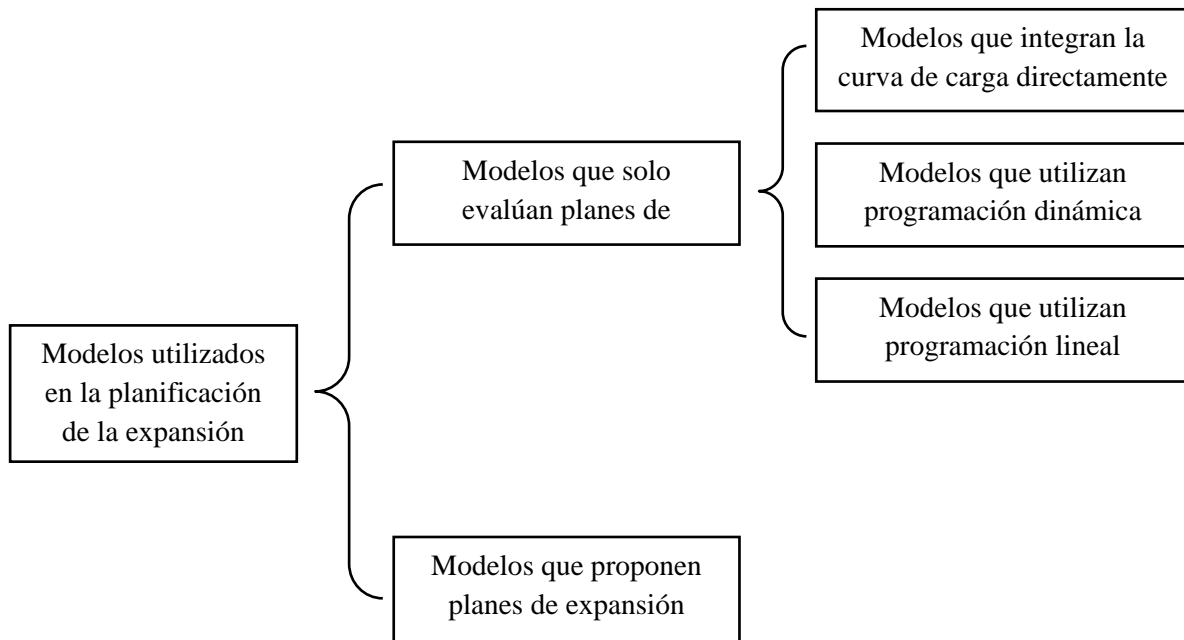 Modelos utilizados
en la planificación
de la expansión
Modelos que solo
evalúan planes de
Modelos que integran la
curva de carga directamente
Modelos que utilizan
programación dinámica
Modelos que utilizan
programación lineal
Modelos que proponen
planes de expansión